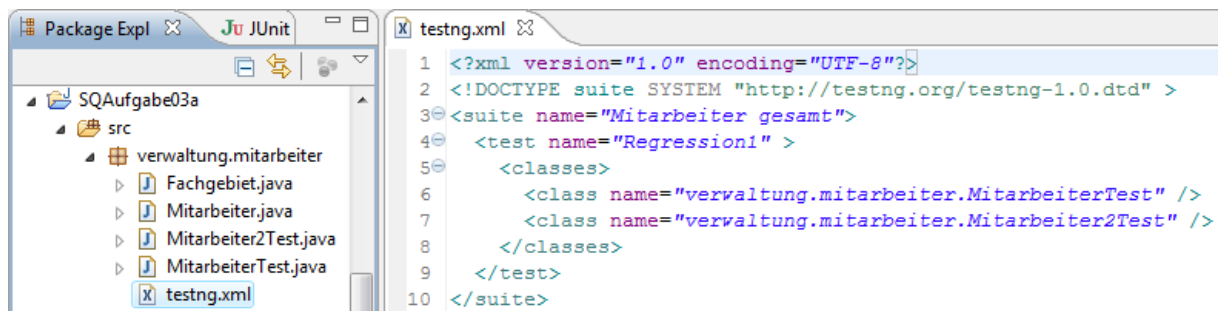 Package Expl JU JUnit
SQAufgabe03a
src
verwaltung.mitarbeiter
J Fachgebiet.java
J Mitarbeiter.java
J Mitarbeiter2Test.java
J MitarbeiterTest.java
X testng.xml
X testng.xml
1 <?xml version="1.0" encoding="UTF-8"?>
2 <!DOCTYPE suite SYSTEM "http://testng.org/testng-1.0.dtd" >
3 <suite name="Mitarbeiter gesamt">
4 <test name="Regression1" >
5 <classes>
6 <class name="verwaltung.mitarbeiter.MitarbeiterTest" />
7 <class name="verwaltung.mitarbeiter.Mitarbeiter2Test" />
8 </classes>
9 </test>
10 </suite>